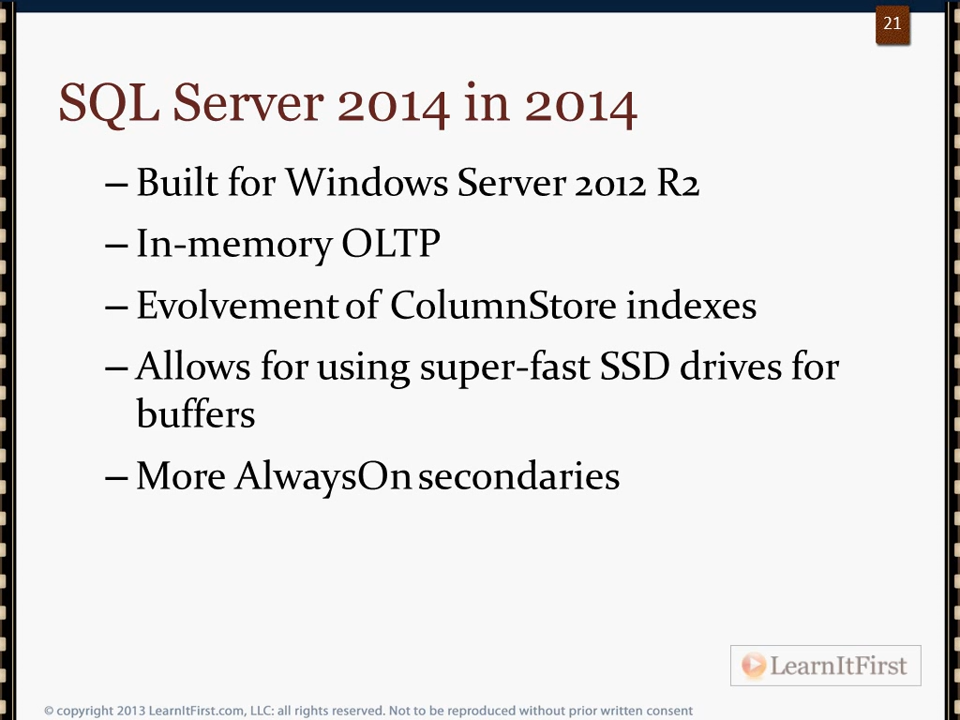 21
SQL Server 2014 in 2014
– Built for Windows Server 2012 R2
– In-memory OLTP
– Evolvement of ColumnStore indexes
– Allows for using super-fast SSD drives for
buffers
– More AlwaysOn secondaries
LearnItFirst
© copyright 2013 LearnItFirst.com, LLC: all rights reserved. Not to be reproduced without prior written consent